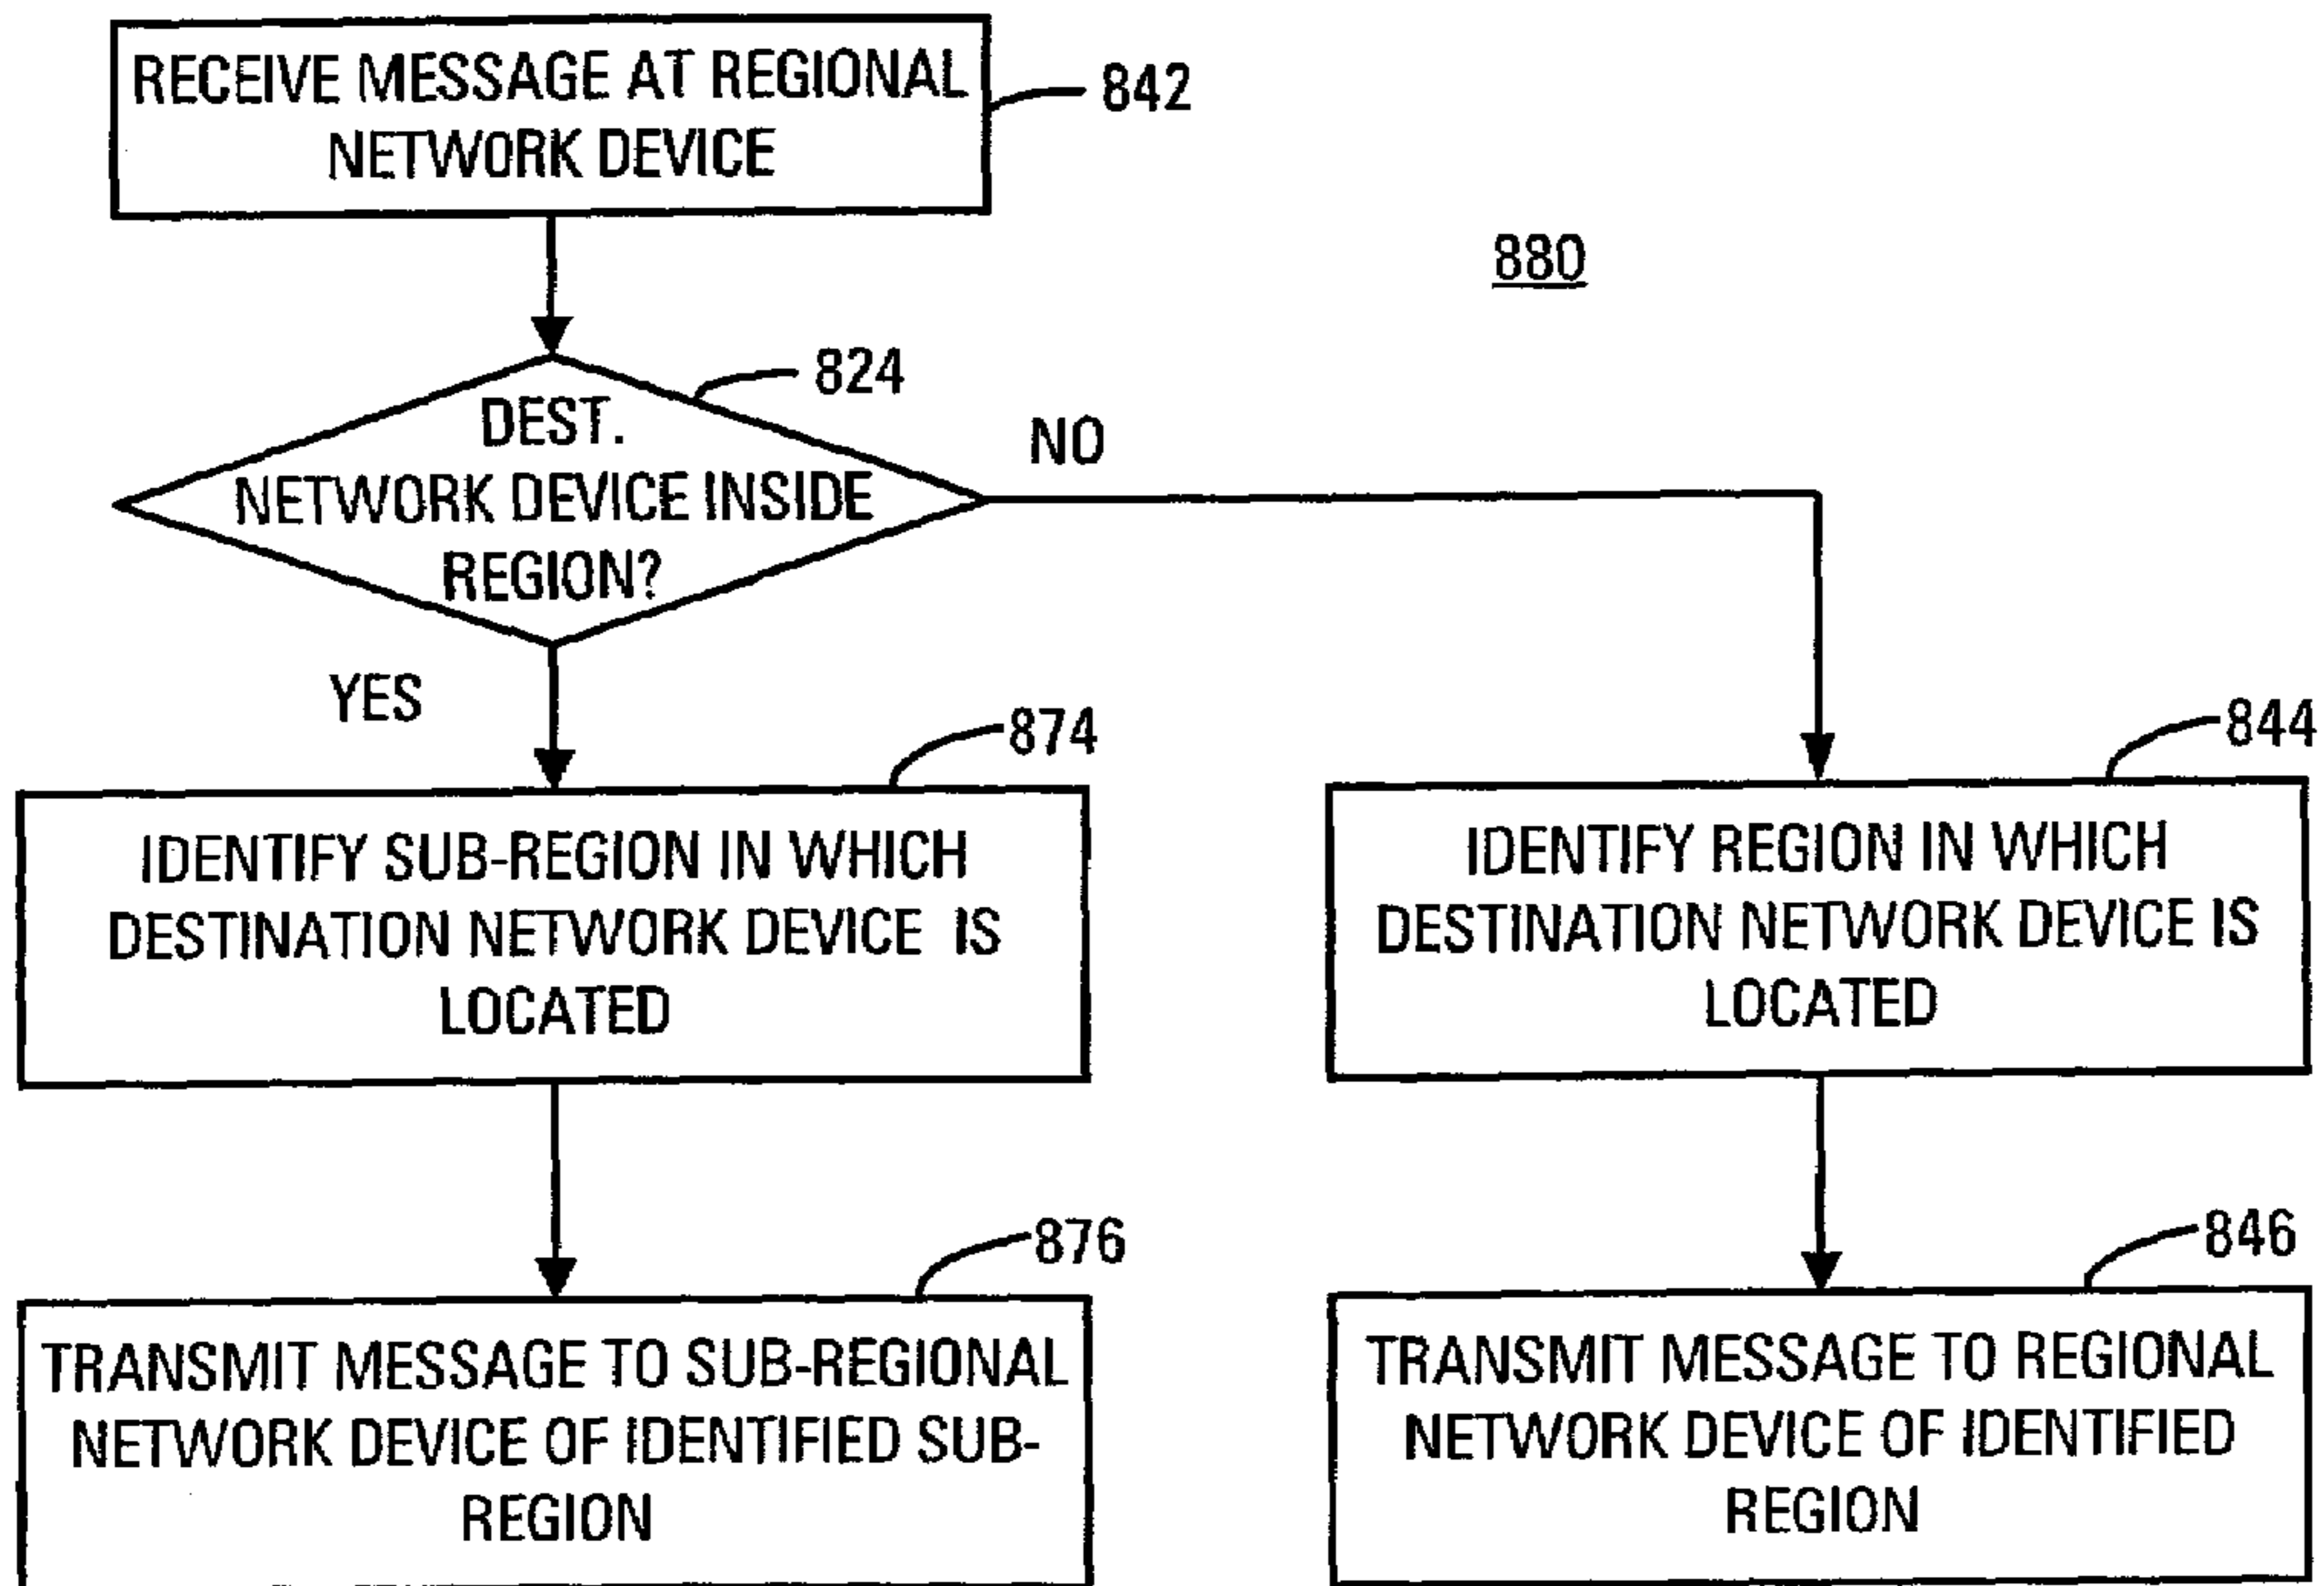 RECEIVE MESSAGE AT REGIONAL
NETWORK DEVICE
842
880
824
DEST.
NETWORK DEVICE INSIDE
REGION?
NO
YES
874
IDENTIFY SUB-REGION IN WHICH
DESTINATION NETWORK DEVICE IS
LOCATED
844
IDENTIFY REGION IN WHICH
DESTINATION NETWORK DEVICE IS
LOCATED
876
TRANSMIT MESSAGE TO SUB-REGIONAL
NETWORK DEVICE OF IDENTIFIED SUB-
REGION
846
TRANSMIT MESSAGE TO REGIONAL
NETWORK DEVICE OF IDENTIFIED
REGION